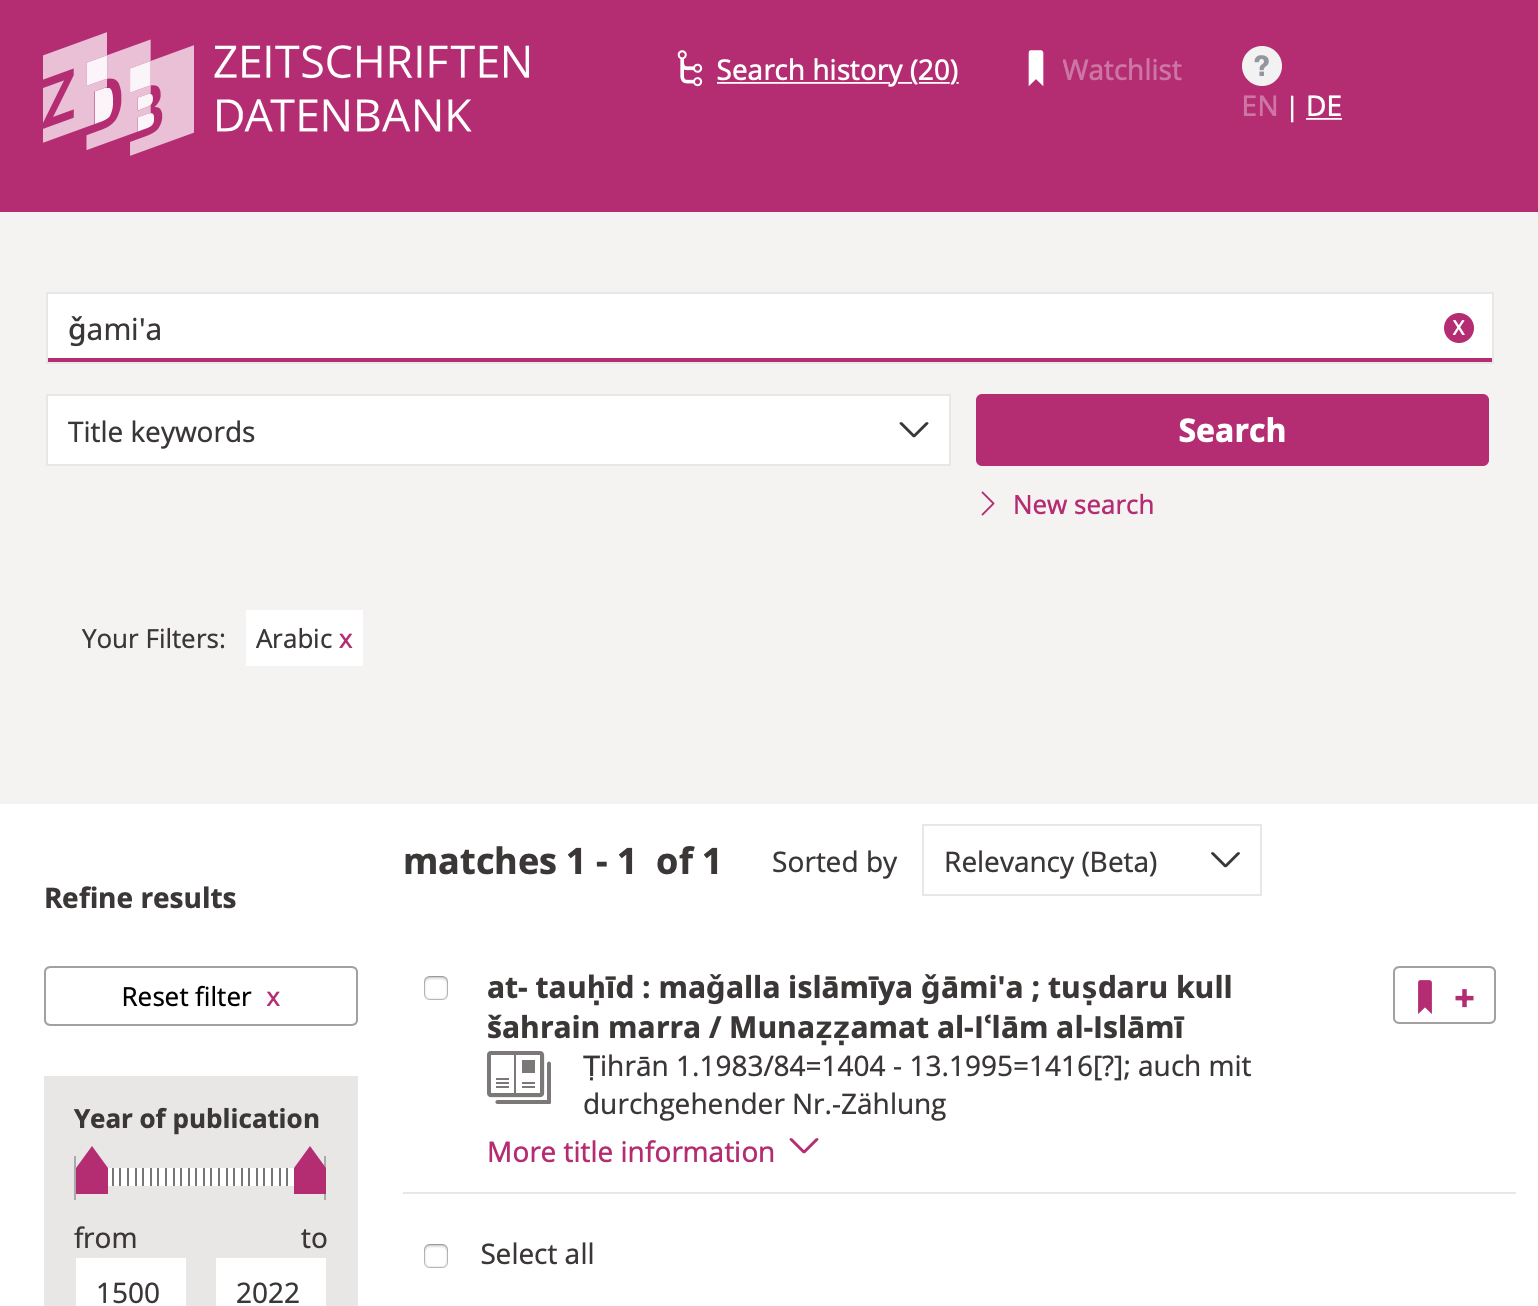 ZDB
ZEITSCHRIFTEN
DATENBANK
Search history (20)
Watchlist
?
EN | DE
ǧami'a
X
Title keywords
Search
New search
Your Filters: Arabic x
matches 1 - 1 of 1
Sorted by
Relevancy (Beta)
Refine results
Reset filter x
Year of publication
from to
1500 2022
at- tauḥīd : maǧalla islāmīya ǧāmi'a ; tuṣdaru kull
šahrain marra / Munaẓẓamat al-Iʿlām al-Islāmī
Ṭihrān 1.1983/84=1404 - 13.1995=1416[?]; auch mit
durchgehender Nr.-Zählung
More title information
+
Select all